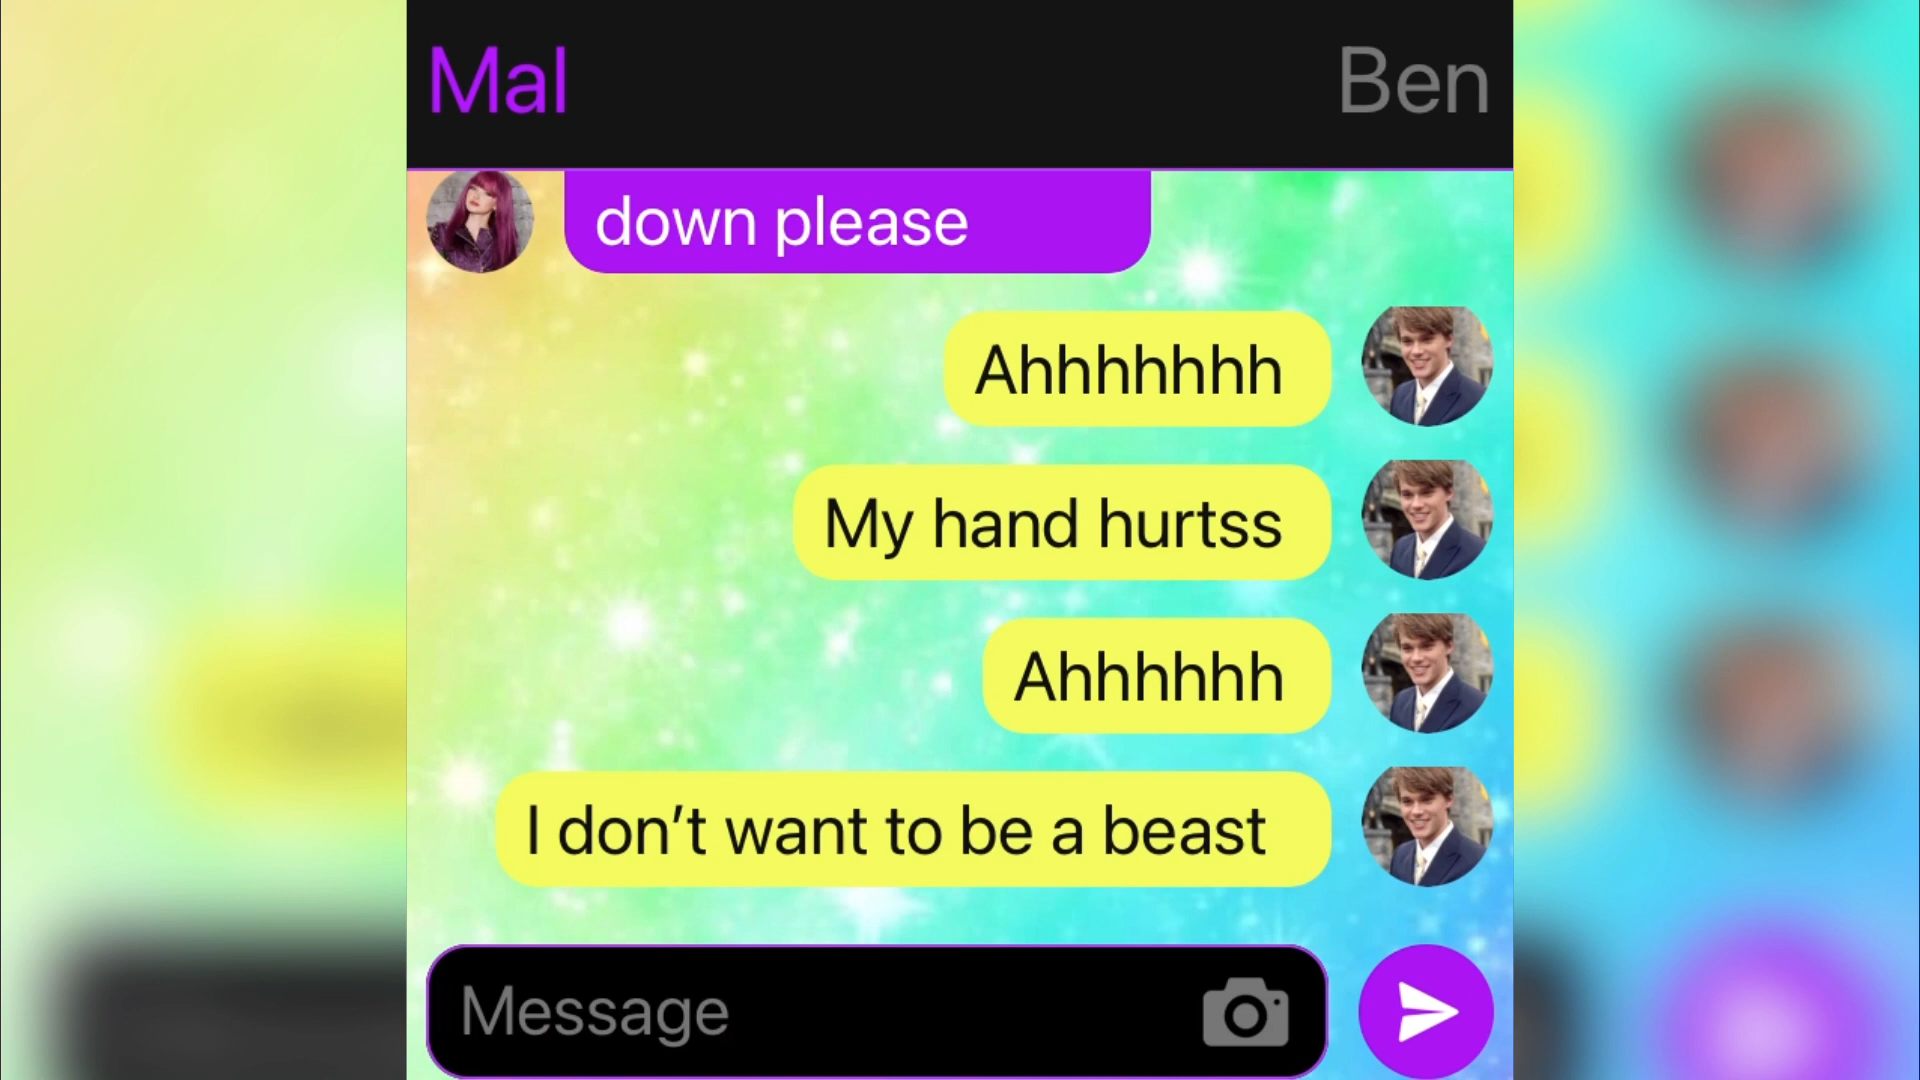 Mal
Ben
down please
Ahhhhhhh
My hand hurtss
Ahhhhhh
I don’t want to be a beast
Message